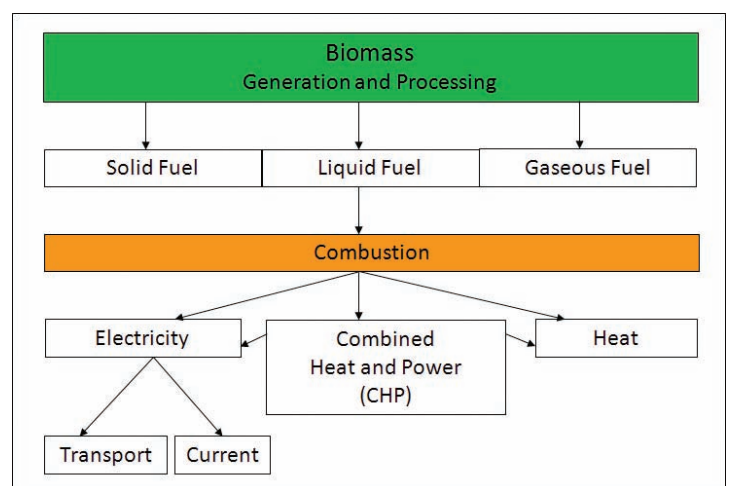 Biomass
Generation and Processing
Solid Fuel
Liquid Fuel
Gaseous Fuel
Combustion
Electricity
Combined
Heat and Power
(CHP)
Heat
Transport
Current